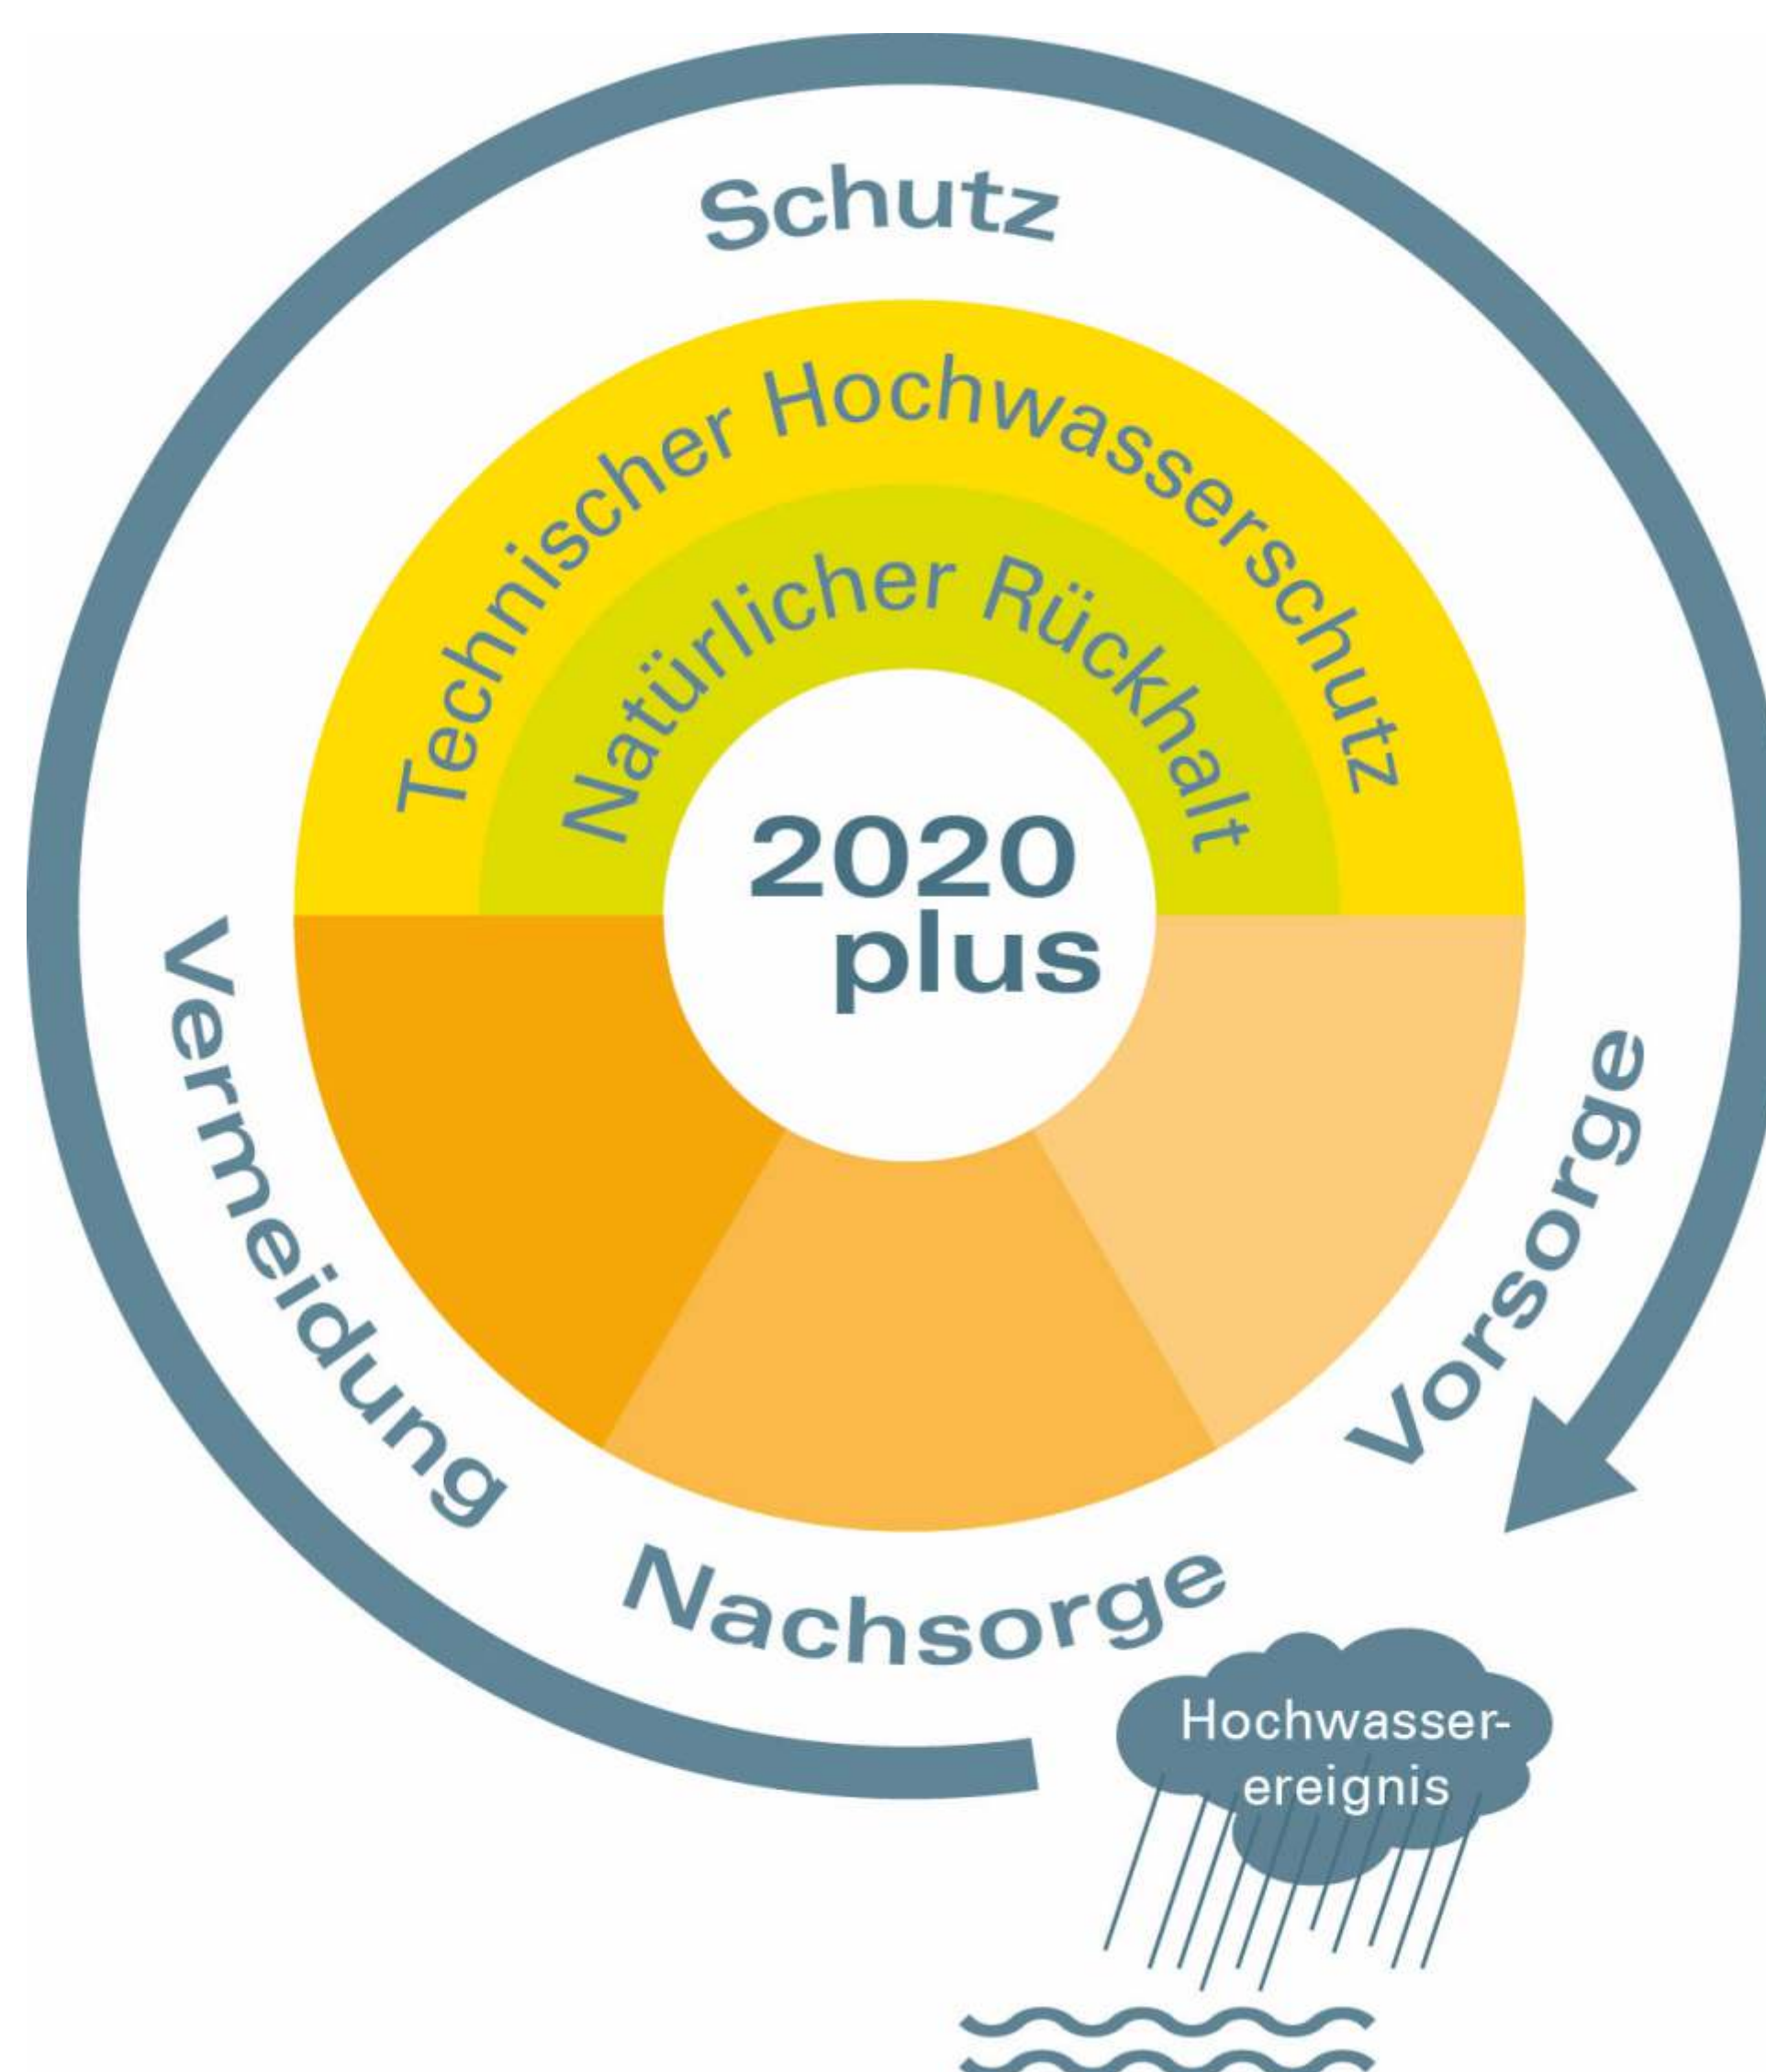 Schutz
Technischer Hochwasserschutz
Natürlicher Rückhalt
2020
plus
Vermeidung
Vorsorge
Nachsorge
Hochwasser-
ereignis